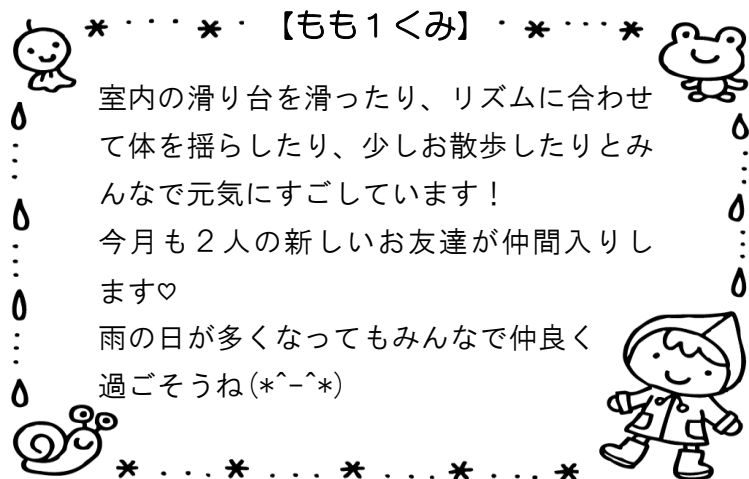 【もも１くみ】
室内の滑り台を滑ったり、リズムに合わせ
て体を揺らしたり、少しお散歩したりとみ
んなで元気にすごしています！
今月も２人の新しいお友達が仲間入りし
ます♡
雨の日が多くなってもみんなで仲良く
過ごそうね(*^-^*)